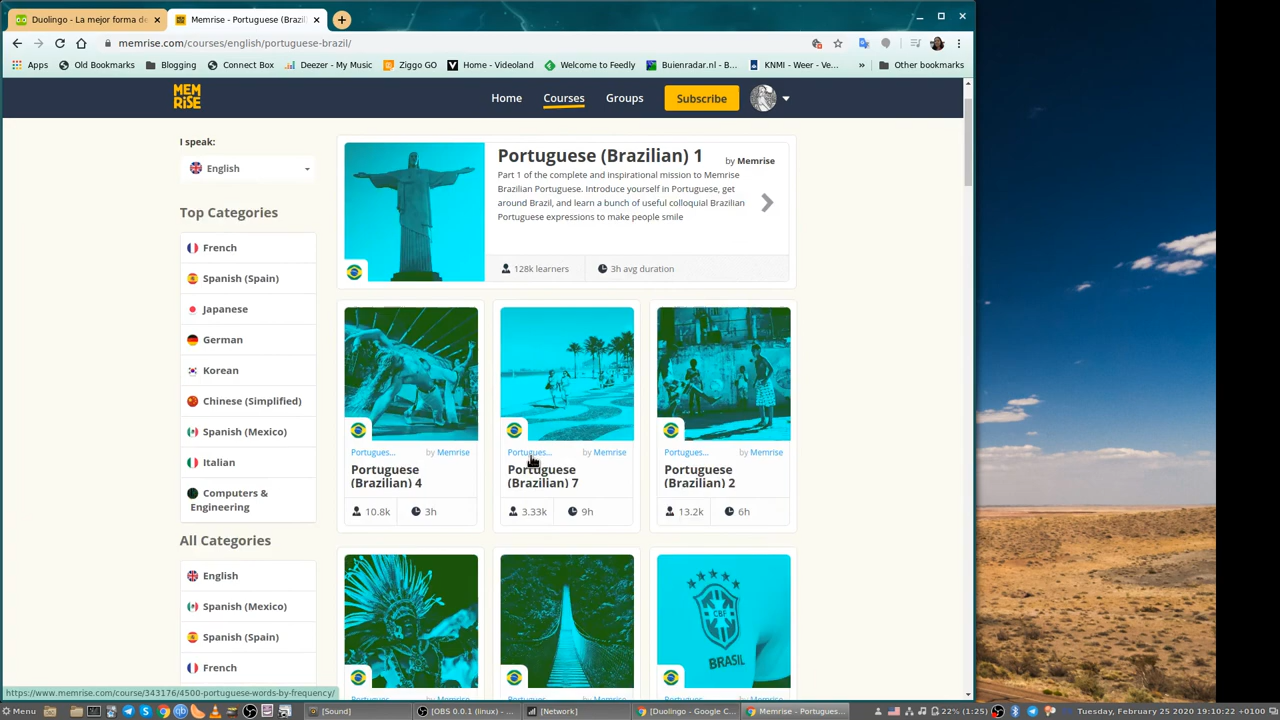 Duolingo - La mejor forma de
Memrise - Portuguese (Brazil
memrise.com/courses/english/portuguese-brazil/
Apps
Old Bookmarks
Blogging
Connect Box
Deezer - My Music
Ziggo GO
Home - Videoland
Welcome to Feedly
Buienradar.nl - B...
KNMI - Weer - Ve...
»
Other bookmarks
MEM
RiSE
Home
Courses
Groups
Subscribe
I speak:
English
Top Categories
French
Spanish (Spain)
Japanese
German
Korean
Chinese (Simplified)
Spanish (Mexico)
Italian
Computers &
Engineering
All Categories
English
Spanish (Mexico)
Spanish (Spain)
French
Portuguese (Brazilian) 1
by Memrise
Part 1 of the complete and inspirational mission to Memrise
Brazilian Portuguese. Introduce yourself in Portuguese, get
around Brazil, and learn a bunch of useful colloquial Brazilian
Portuguese expressions to make people smile
128k learners
3h avg duration
Portugues...
by Memrise
Portuguese
(Brazilian) 4
10.8k
3h
Portugues...
by Memrise
Portuguese
(Brazilian) 7
3.33k
9h
Portugues...
by Memrise
Portuguese
(Brazilian) 2
13.2k
6h
CBF
BRASIL
https://www.memrise.com/course/343176/4500-portuguese-words-by-frequency/
Menu
[Sound]
OBS 0.0.1 (linux) - ...
[Network]
[Duolingo - Google C...
Memrise - Portugues...
22% (1:25)
Tuesday, February 25 2020, 19:10:22 +0100